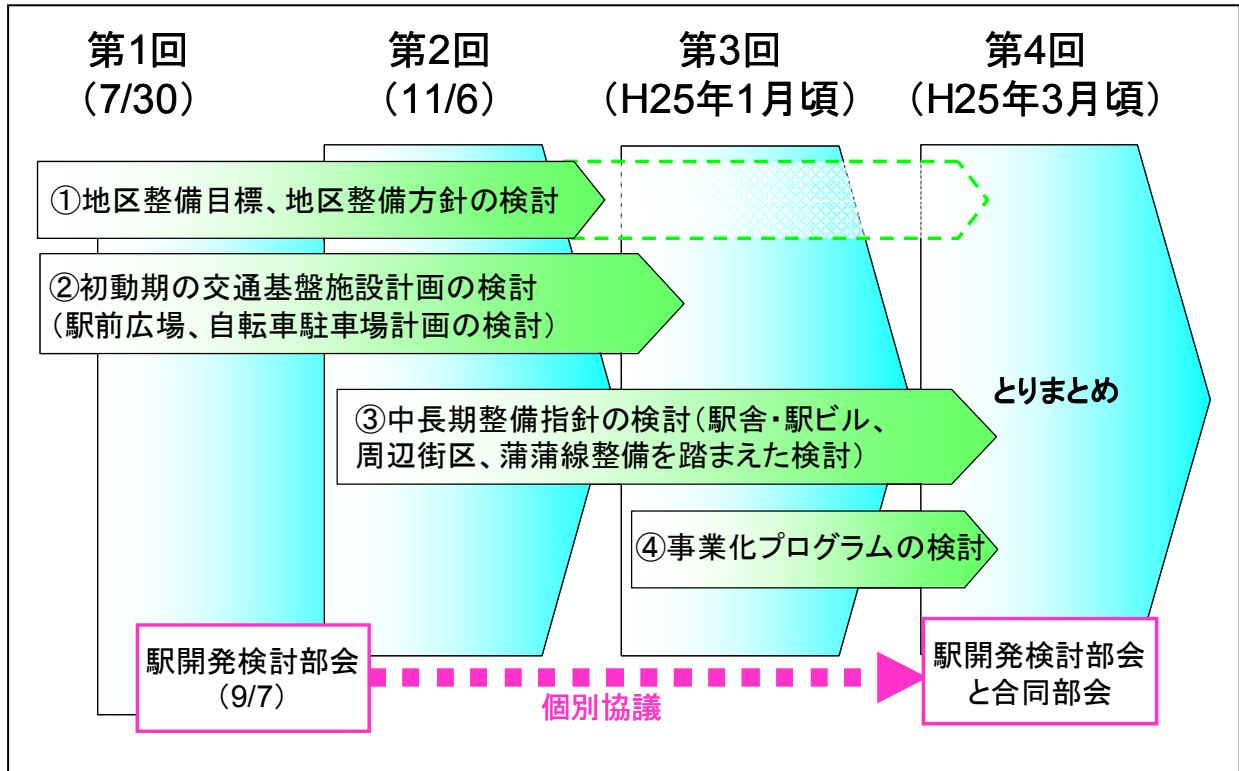 第1回
(7/30)
第2回
(11/6)
第3回
(H25年1月頃)
第4回
(H25年3月頃)
①地区整備目標、地区整備方針の検討
②初動期の交通基盤施設計画の検討
(駅前広場、自転車駐車場計画の検討)
③中長期整備指針の検討(駅舎・駅ビル、
周辺街区、蒲蒲線整備を踏まえた検討)
とりまとめ
④事業化プログラムの検討
駅開発検討部会
(9/7)
個別協議
駅開発検討部会
と合同部会